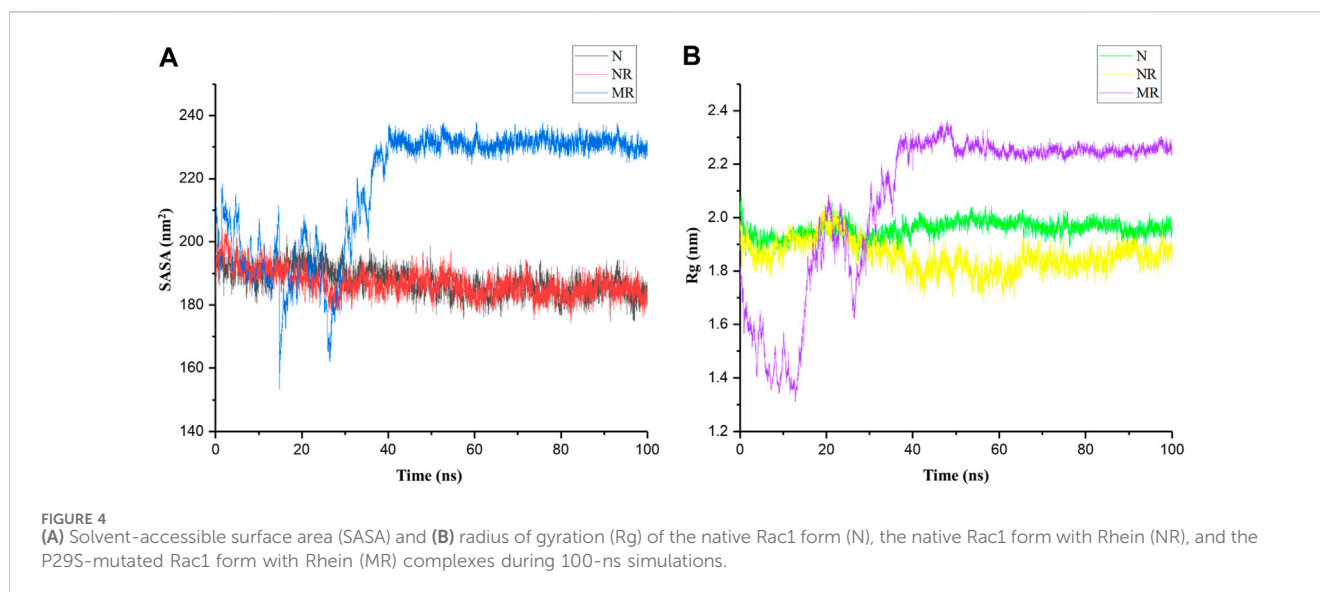 A
N
NR
MR
240
220
200
180
160
140
SASA (nm²)
0 20 40 60 80 100
Time (ns)
B
N
NR
MR
2.4
2.2
2.0
1.8
1.6
1.4
1.2
Rg (nm)
0 20 40 60 80 100
Time (ns)
FIGURE 4
(A) Solvent-accessible surface area (SASA) and (B) radius of gyration (Rg) of the native Rac1 form (N), the native Rac1 form with Rhein (NR), and the
P29S-mutated Rac1 form with Rhein (MR) complexes during 100-ns simulations.